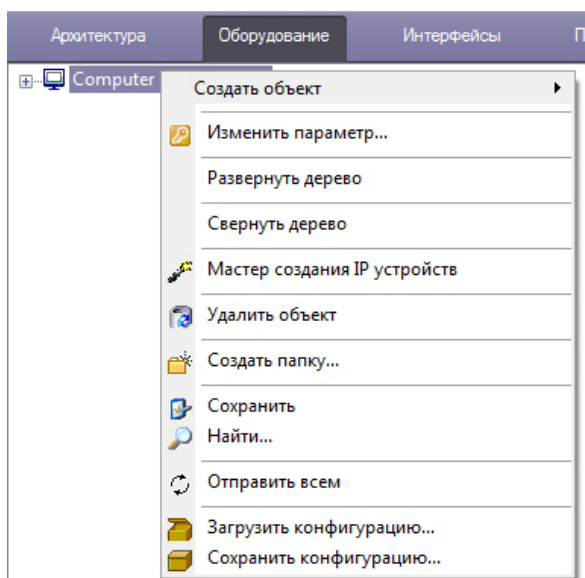 Архитектура Оборудование Интерфейсы П
Computer
Создать объект
Изменить параметр...
Развернуть дерево
Свернуть дерево
Мастер создания IP устройств
Удалить объект
Создать папку...
Сохранить
Найти...
Отправить всем
Загрузить конфигурацию...
Сохранить конфигурацию...